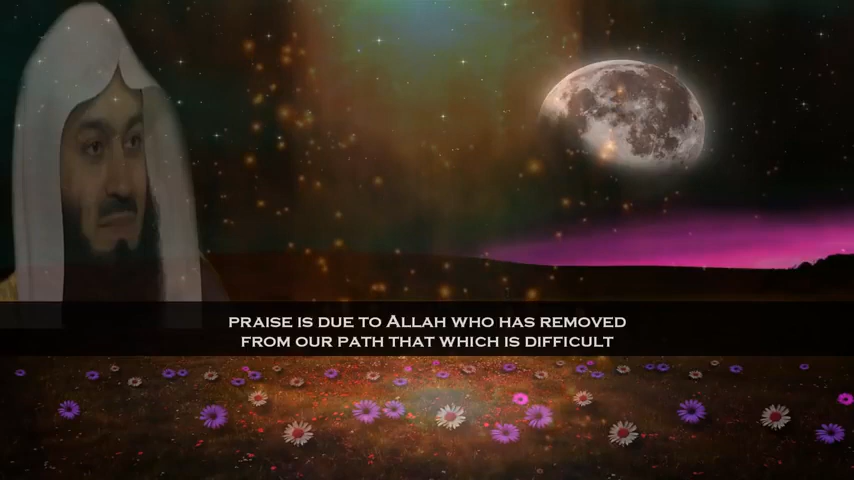 PRAISE IS DUE TO ALLAH WHO HAS REMOVED
FROM OUR PATH THAT WHICH IS DIFFICULT